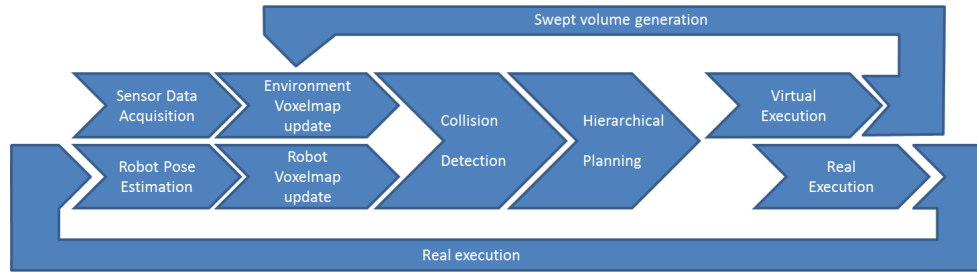 Swept volume generation
Sensor Data
Acquisition
Environment
Voxelmap
update
Collision
Detection
Hierarchical
Planning
Virtual
Execution
Robot Pose
Estimation
Robot
Voxelmap
update
Real
Execution
Real execution